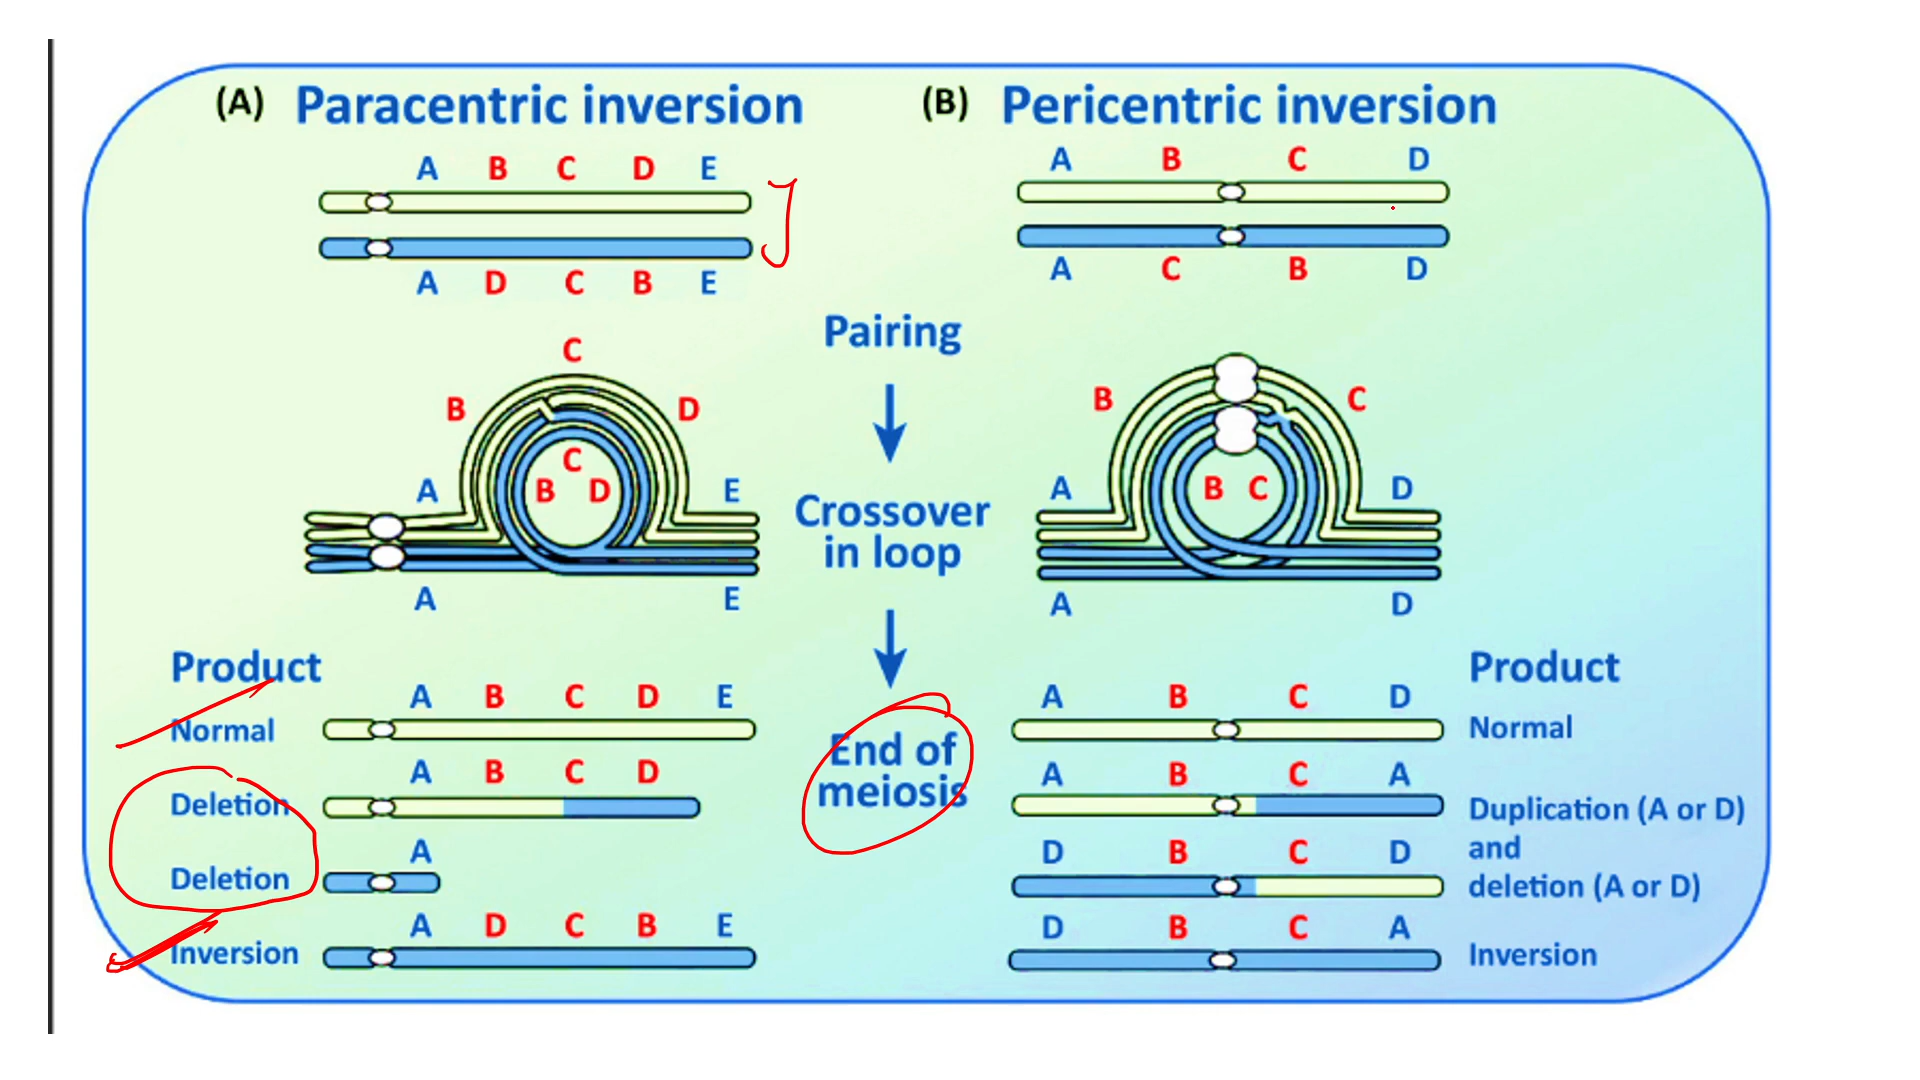 (A) Paracentric inversion
A B C D E
A D C B E
C
B D
C
B D
A E
A E
Product
A B C D E
Normal
A B C D
Deletion
A
Deletion
A D C B E
Inversion
Pairing
Crossover
in loop
End of
meiosis
(B) Pericentric inversion
A B C D
A C B D
B C
A B C D
A D
Product
A B C D
Normal
A B C A
Duplication (A or D)
D B C D
and
deletion (A or D)
D B C A
Inversion